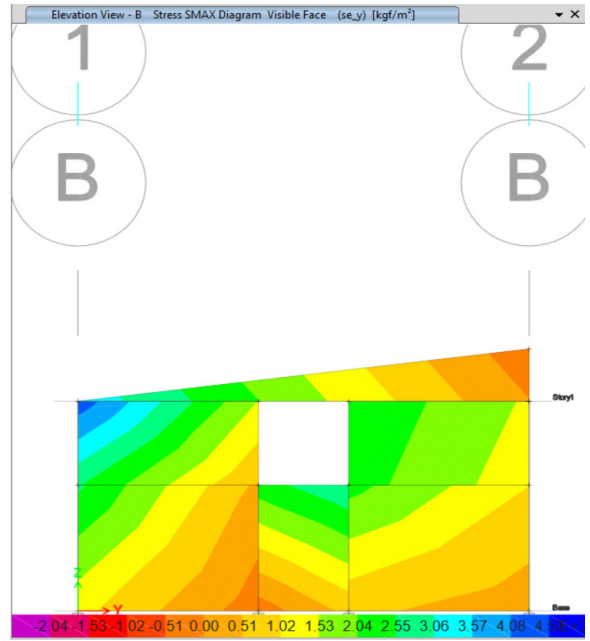 Elevation View - B Stress SMAX Diagram Visible Face (se_y) [kgf/m²]
1 2
B B
Story1
Z
Y
Base
-2.04 -1.53 -1.02 -0.51 0.00 0.51 1.02 1.53 2.04 2.55 3.06 3.57 4.08